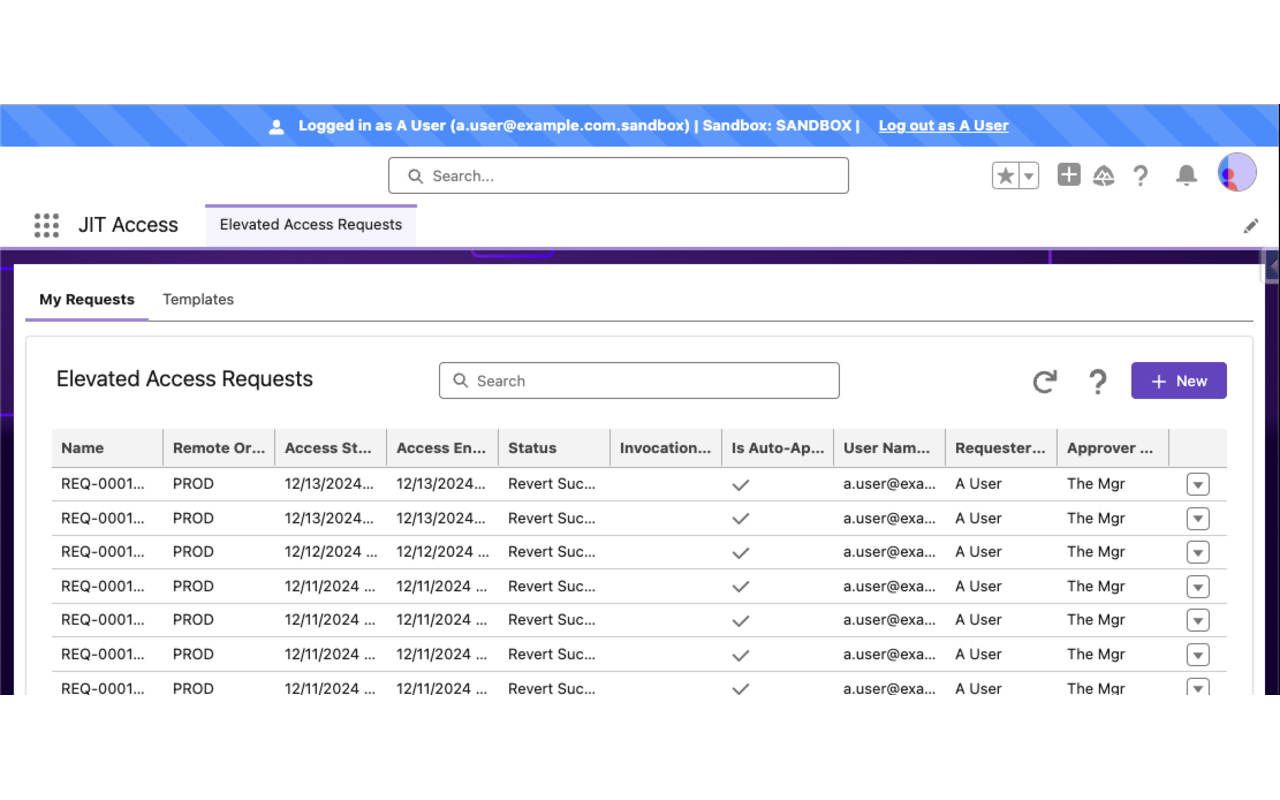 Logged in as A User (a.user@example.com.sandbox) | Sandbox: SANDBOX | Log out as A User
Search...
JIT Access Elevated Access Requests
My Requests Templates
Elevated Access Requests Search New
Name Remote Or... Access St... Access En... Status Invocation... Is Auto-Ap... User Nam... Requester... Approver ...
REQ-0001... PROD 12/13/2024... 12/13/2024... Revert Suc... a.user@exa... A User The Mgr
REQ-0001... PROD 12/13/2024... 12/13/2024... Revert Suc... a.user@exa... A User The Mgr
REQ-0001... PROD 12/12/2024 ... 12/12/2024 ... Revert Suc... a.user@exa... A User The Mgr
REQ-0001... PROD 12/11/2024 ... 12/11/2024 ... Revert Suc... a.user@exa... A User The Mgr
REQ-0001... PROD 12/11/2024 ... 12/11/2024 ... Revert Suc... a.user@exa... A User The Mgr
REQ-0001... PROD 12/11/2024 ... 12/11/2024 ... Revert Suc... a.user@exa... A User The Mgr
REQ-0001... PROD 12/11/2024 ... 12/11/2024 ... Revert Suc... a.user@exa... A User The Mgr